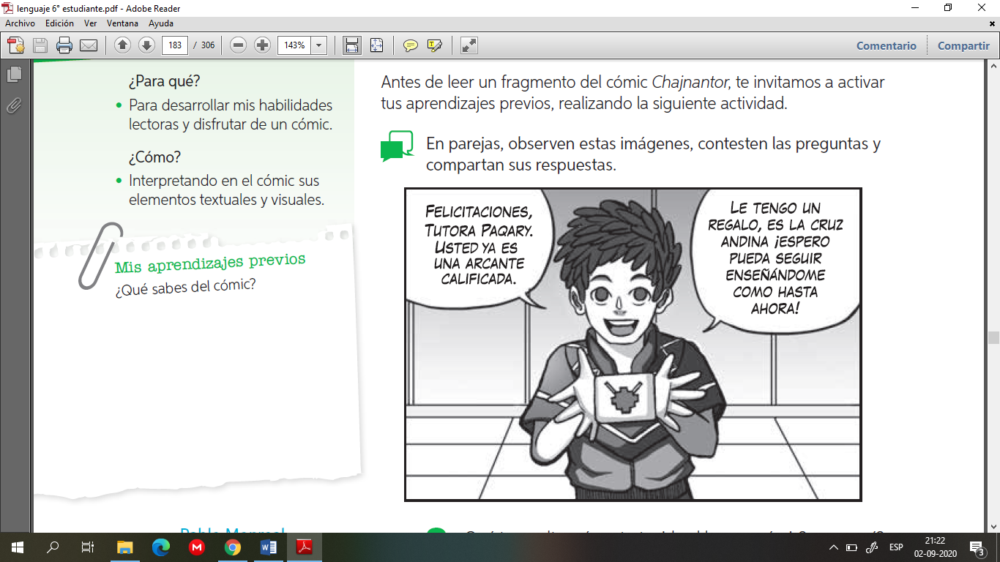 lenguaje 6° estudiante.pdf - Adobe Reader
Archivo Edición Ver Ventana Ayuda
183 / 306 143% Comentario Compartir
¿Para qué?
• Para desarrollar mis habilidades
lectoras y disfrutar de un cómic.
¿Cómo?
• Interpretando en el cómic sus
elementos textuales y visuales.
Mis aprendizajes previos
¿Qué sabes del cómic?
Antes de leer un fragmento del cómic Chajnantor, te invitamos a activar
tus aprendizajes previos, realizando la siguiente actividad.
En parejas, observen estas imágenes, contesten las preguntas y
compartan sus respuestas.
FELICITACIONES,
TUTORA PAQARY.
USTED YA ES
UNA ARCANTE
CALIFICADA.
LE TENGO UN
REGALO, ES LA CRUZ
ANDINA ¡ESPERO
PUEDA SEGUIR
ENSEÑÁNDOME
COMO HASTA
AHORA!
ESP
21:22
02-09-2020
3